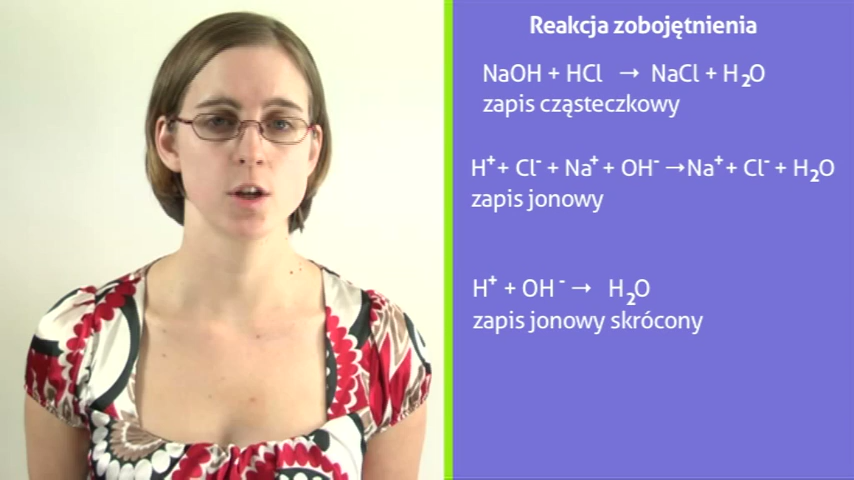 Reakcja zobojętnienia
NaOH + HCl → NaCl + H₂O
zapis cząsteczkowy
H⁺ + Cl⁻ + Na⁺ + OH⁻ → Na⁺ + Cl⁻ + H₂O
zapis jonowy
H⁺ + OH⁻ → H₂O
zapis jonowy skrócony